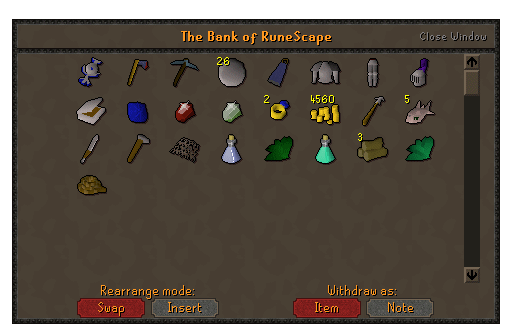 The Bank of RuneScape
Close Window
26
2
4560
5
3
Rearrange mode:
Withdraw as:
Swap
Insert
Item
Note